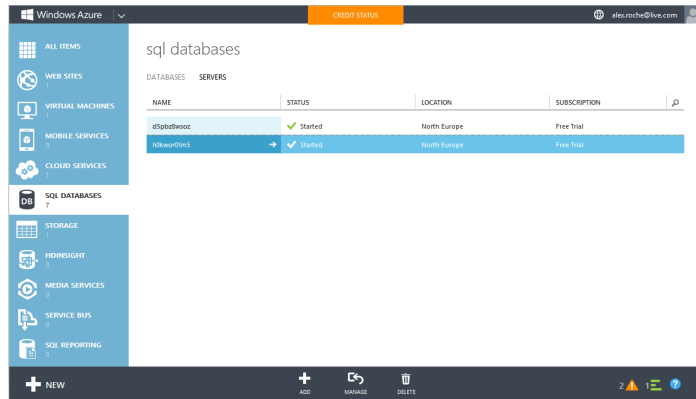 Windows Azure
CREDIT STATUS
alex.roche@live.com
ALL ITEMS
WEB SITES
1
VIRTUAL MACHINES
1
MOBILE SERVICES
0
CLOUD SERVICES
1
DB
SQL DATABASES
7
STORAGE
1
HDINSIGHT
0
MEDIA SERVICES
0
SERVICE BUS
0
SQL REPORTING
0
sql databases
DATABASES SERVERS
NAME STATUS LOCATION SUBSCRIPTION
d5pbz8wsoz Started North Europe Free Trial
h0kwor0tm5 Started North Europe Free Trial
NEW
ADD
MANAGE
DELETE
2 1 ?